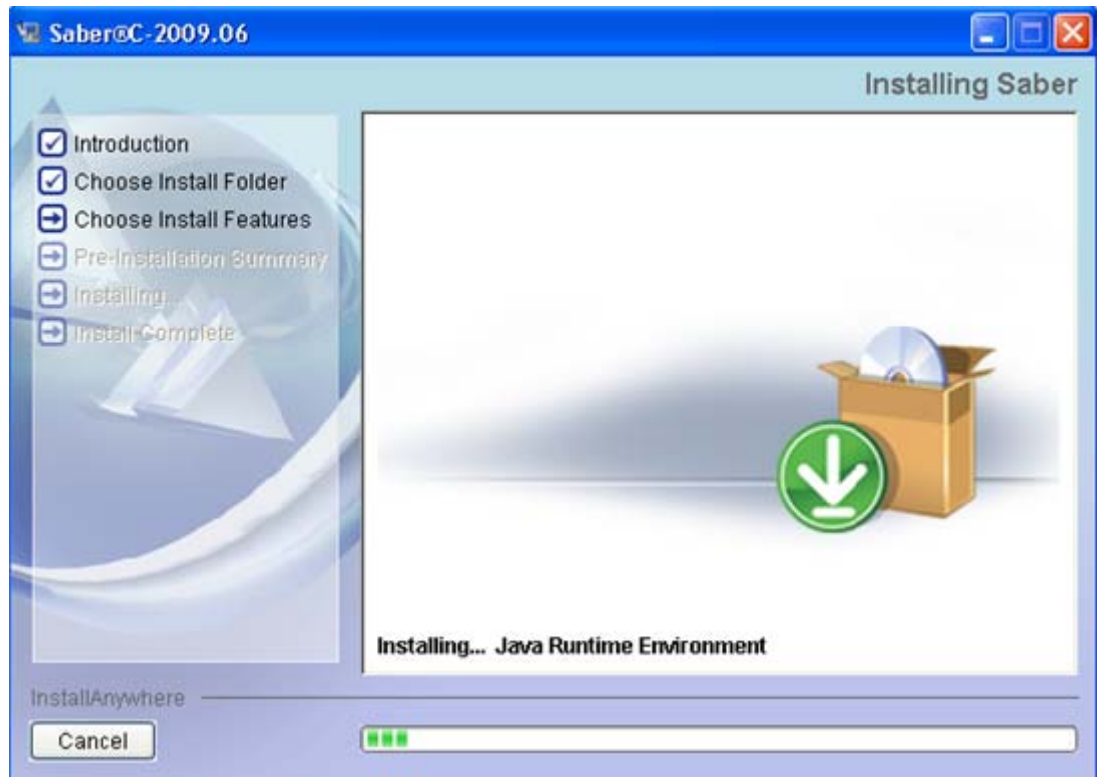 Saber®C-2009.06
Installing Saber
Introduction
Choose Install Folder
Choose Install Features
Pre-Installation Summary
Installing...
Install Complete
Installing... Java Runtime Environment
InstallAnywhere
Cancel